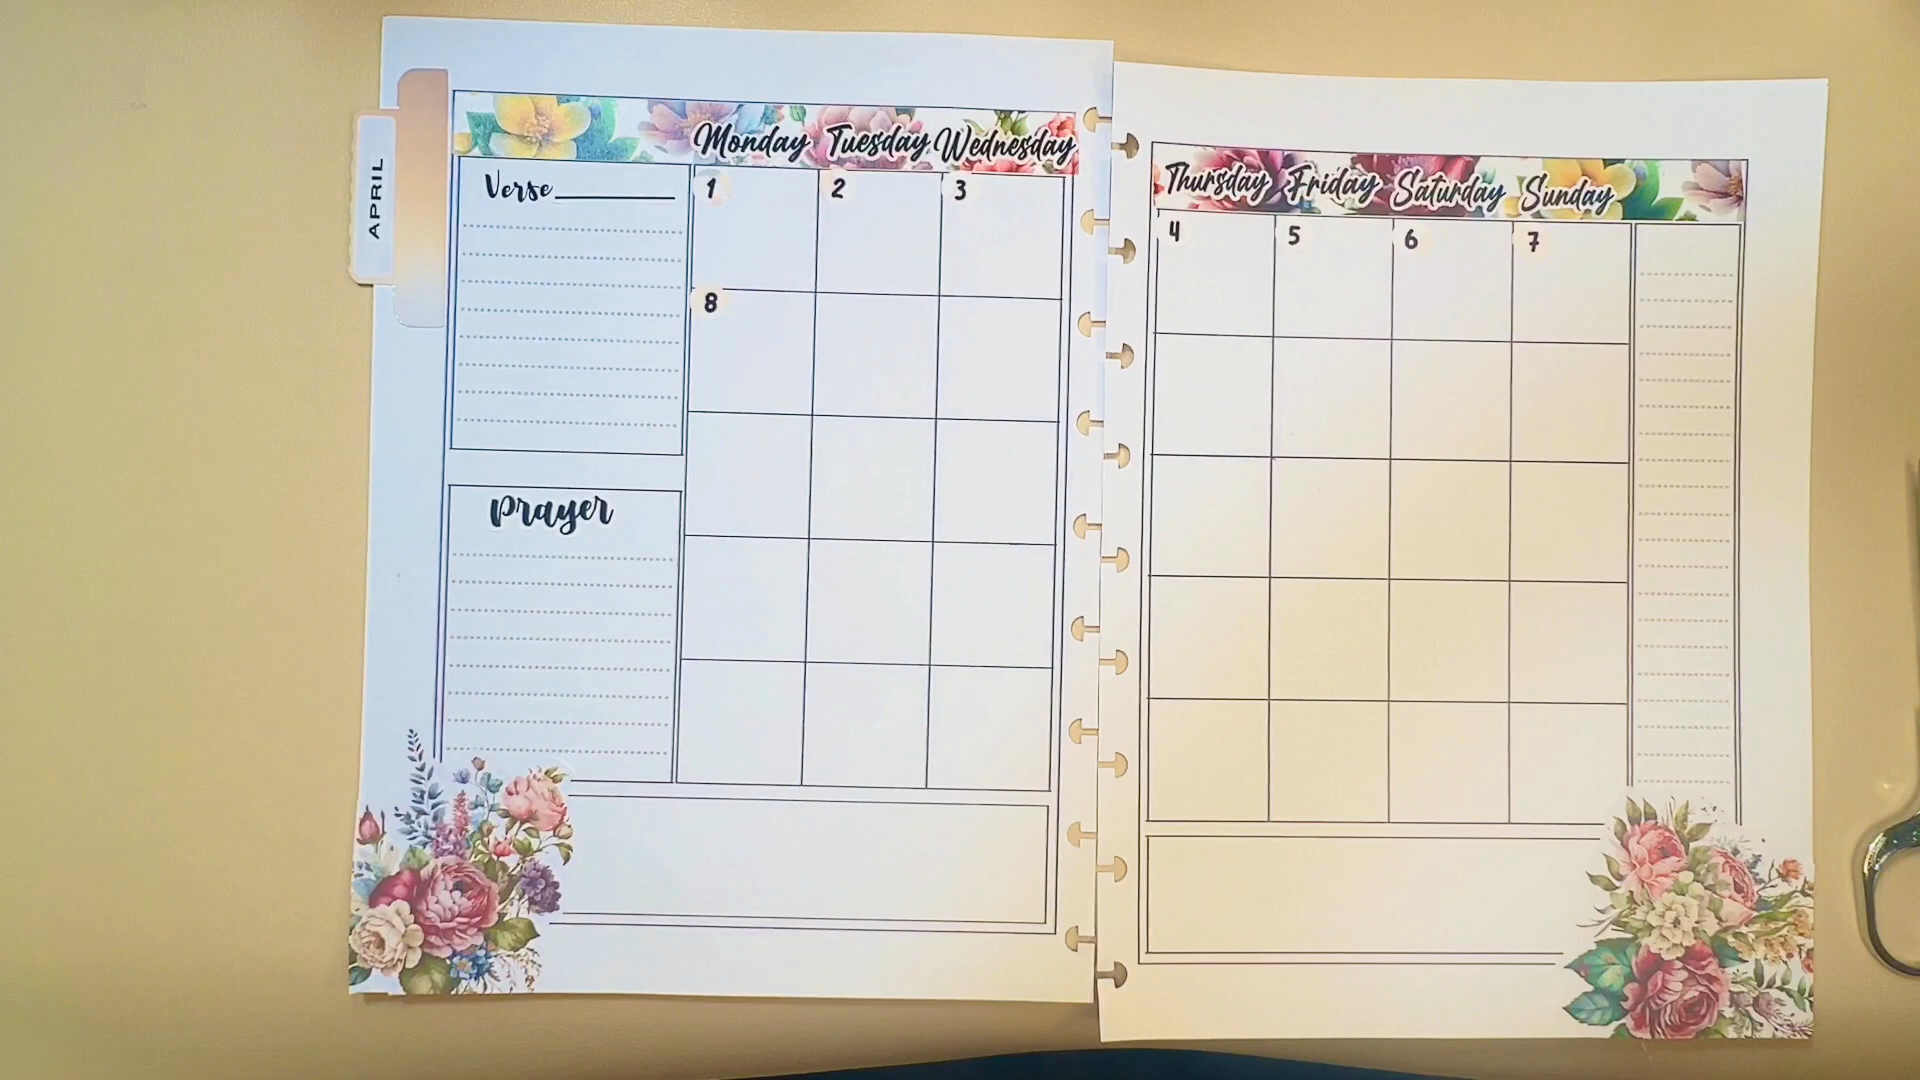 APRIL
Monday Tuesday Wednesday
Verse
1 2 3
8
Prayer
Thursday Friday Saturday Sunday
4 5 6 7